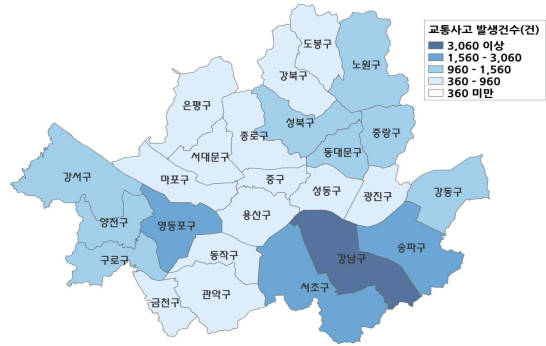 교통사고 발생건수(건)
3,060 이상
1,560 - 3,060
960 - 1,560
360 - 960
360 미만
도봉구
노원구
강북구
은평구
성북구
중랑구
종로구
동대문구
서대문구
강서구
마포구
중구
성동구
광진구
강동구
양천구
영등포구
용산구
송파구
구로구
동작구
강남구
서초구
금천구
관악구